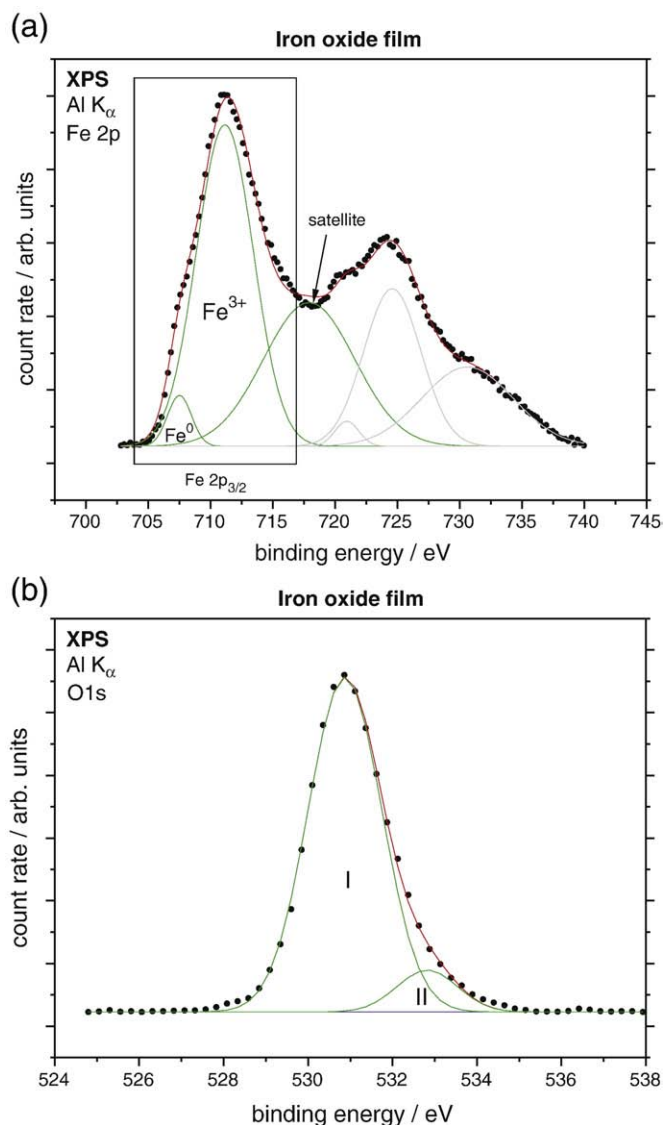 (a)
Iron oxide film
XPS
Al Kα
Fe 2p
satellite
Fe³⁺
Fe⁰
Fe 2p₃/₂
count rate / arb. units
700 705 710 715 720 725 730 735 740 745
binding energy / eV
(b)
Iron oxide film
XPS
Al Kα
O1s
I
II
count rate / arb. units
524 526 528 530 532 534 536 538
binding energy / eV